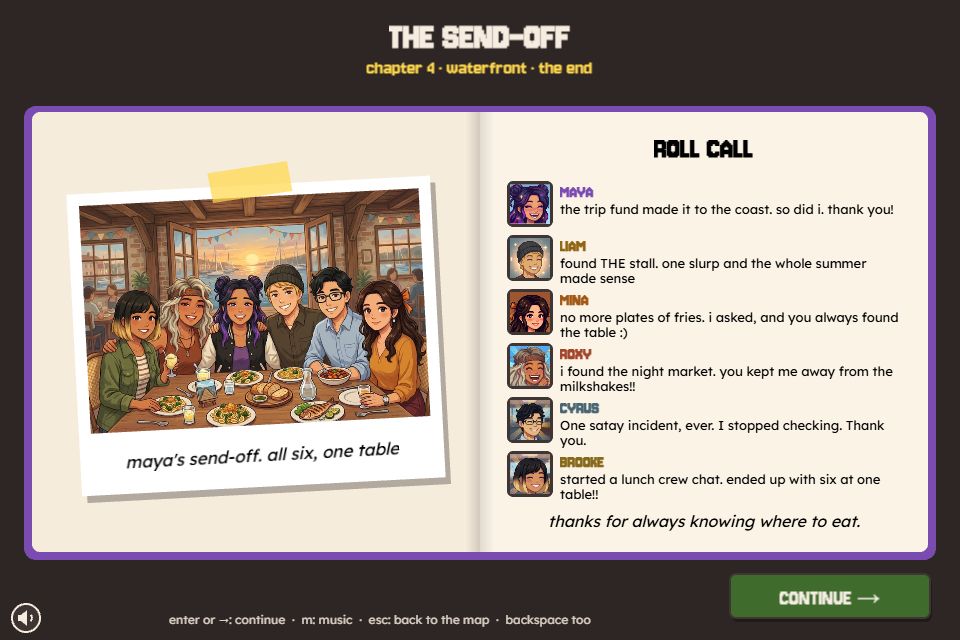 THE SEND-OFF
chapter 4 · waterfront · the end
maya's send-off. all six, one table
ROLL CALL
MAYA
the trip fund made it to the coast. so did i. thank you!
LIAM
found THE stall. one slurp and the whole summer
made sense
MINA
no more plates of fries. i asked, and you always found
the table :)
ROXY
i found the night market. you kept me away from the
milkshakes!!
CYRUS
One satay incident, ever. I stopped checking. Thank
you.
BROOKE
started a lunch crew chat. ended up with six at one
table!!
thanks for always knowing where to eat.
CONTINUE →
enter or →: continue · m: music · esc: back to the map · backspace too